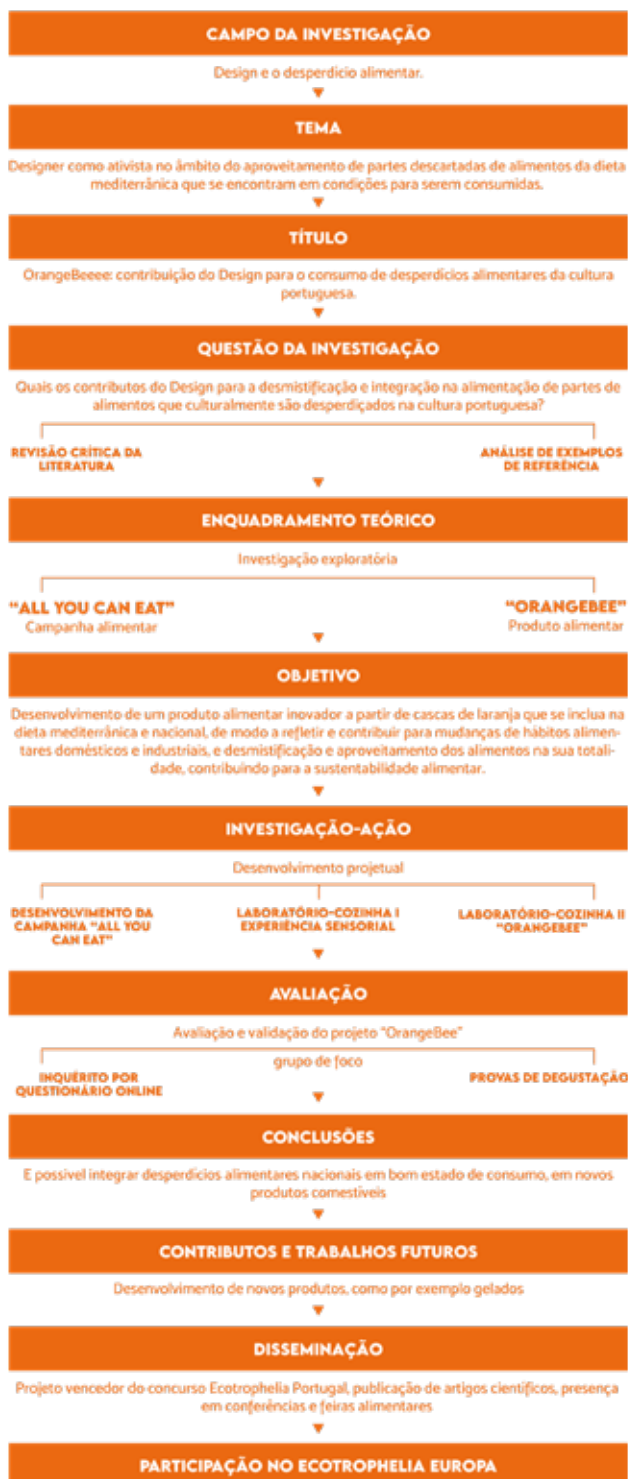 CAMPO DA INVESTIGAÇÃO
Design e o desperdício alimentar.
TEMA
Designer como ativista no âmbito do aproveitamento de partes descartadas de alimentos da dieta
mediterrânica que se encontram em condições para serem consumidas.
TÍTULO
OrangeBeeee: contribuição do Design para o consumo de desperdícios alimentares da cultura
portuguesa.
QUESTÃO DA INVESTIGAÇÃO
Quais os contributos do Design para a desmistificação e integração na alimentação de partes de
alimentos que culturalmente são desperdiçados na cultura portuguesa?
REVISÃO CRÍTICA DA
LITERATURA
ANÁLISE DE EXEMPLOS
DE REFERÊNCIA
ENQUADRAMENTO TEÓRICO
Investigação exploratória
"ALL YOU CAN EAT"
Campanha alimentar
"ORANGEBEE"
Produto alimentar
OBJETIVO
Desenvolvimento de um produto alimentar inovador a partir de cascas de laranja que se inclua na
dieta mediterrânica e nacional, de modo a refletir e contribuir para mudanças de hábitos alimen-
tares domésticos e industriais, e desmistificação e aproveitamento dos alimentos na sua totali-
dade, contribuindo para a sustentabilidade alimentar.
INVESTIGAÇÃO-AÇÃO
Desenvolvimento projetual
DESENVOLVIMENTO DA
CAMPANHA "ALL YOU
CAN EAT"
LABORATÓRIO-COZINHA I
EXPERIÊNCIA SENSORIAL
LABORATÓRIO-COZINHA II
"ORANGEBEE"
AVALIAÇÃO
Avaliação e validação do projeto "OrangeBee"
grupo de foco
INQUÉRITO POR
QUESTIONÁRIO ONLINE
PROVAS DE DEGUSTAÇÃO
CONCLUSÕES
E possivel integrar desperdícios alimentares nacionais em bom estado de consumo, em novos
produtos comestíveis
CONTRIBUTOS E TRABALHOS FUTUROS
Desenvolvimento de novos produtos, como por exemplo gelados
DISSEMINAÇÃO
Projeto vencedor do concurso Ecotrophelia Portugal, publicação de artigos científicos, presença
em conferências e feiras alimentares
PARTICIPAÇÃO NO ECOTROPHELIA EUROPA